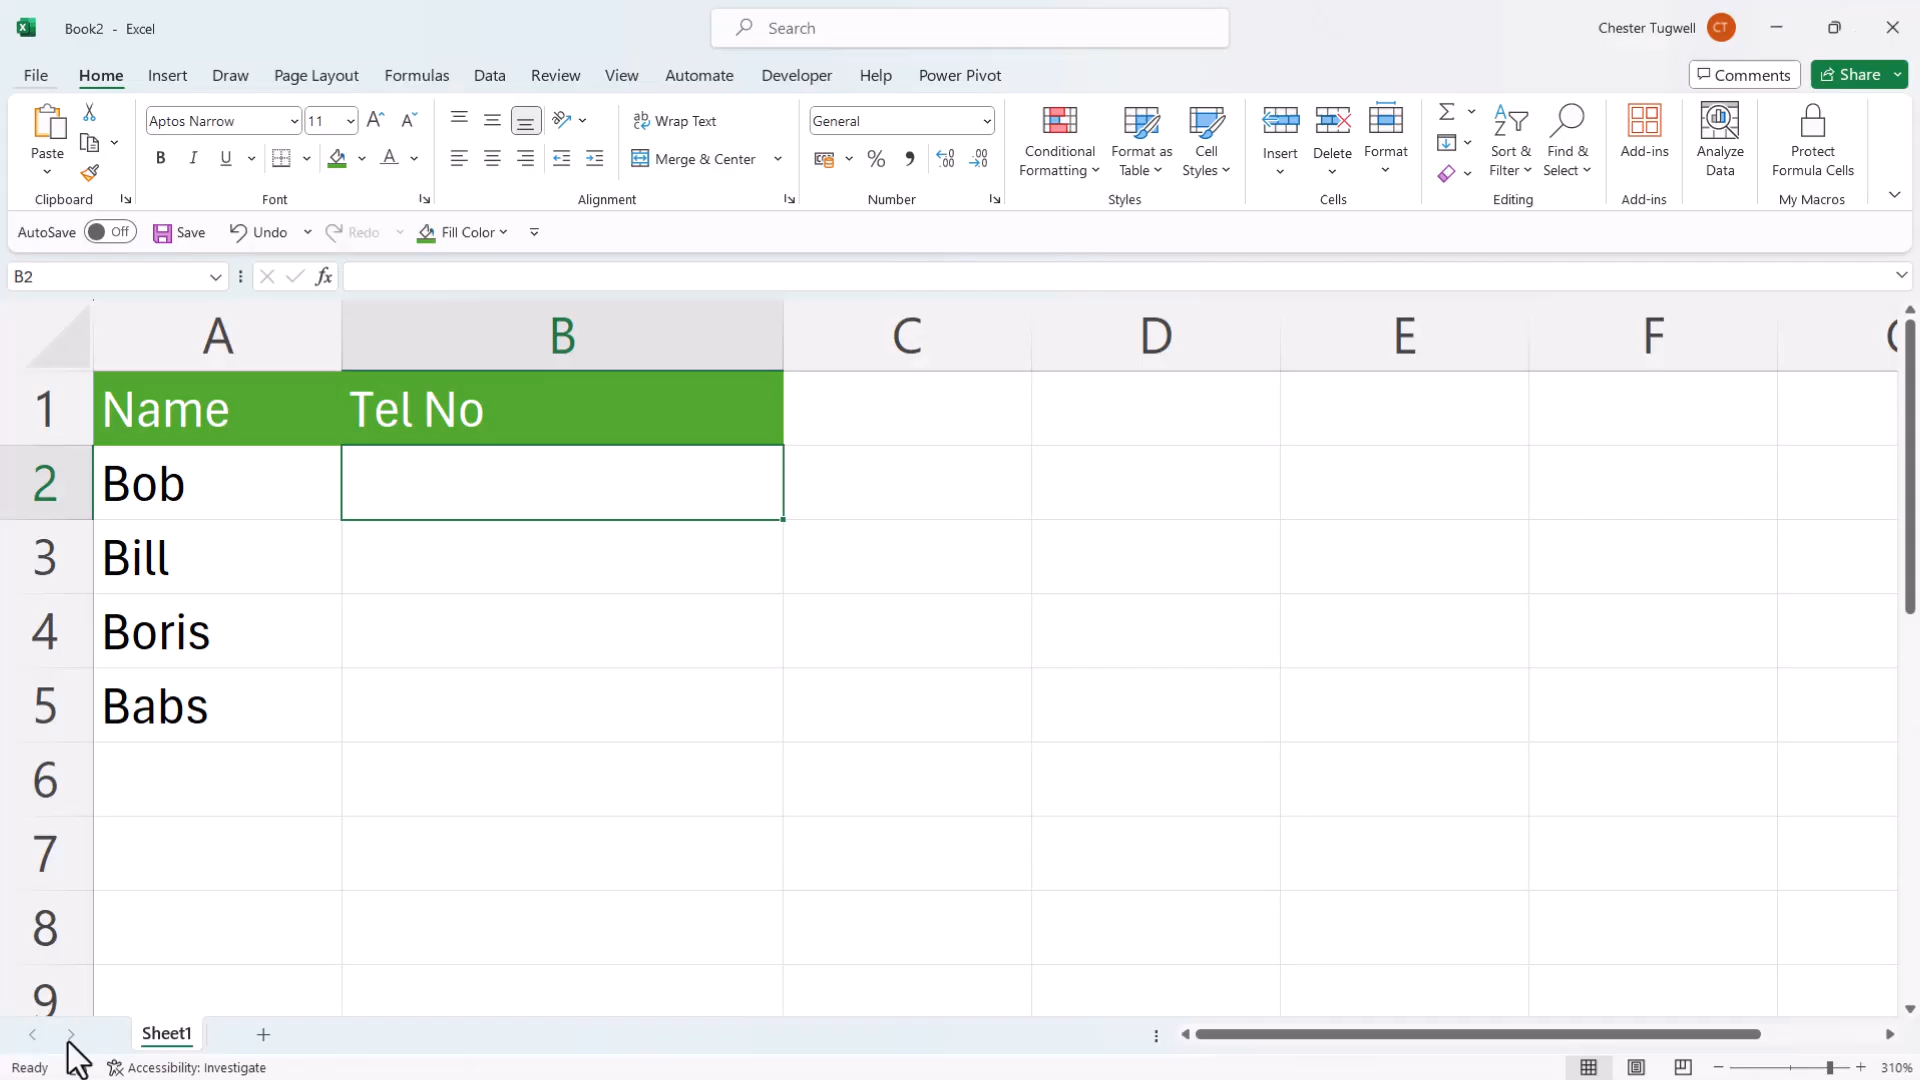 Book2 - Excel
Search
Chester Tugwell CT
File Home Insert Draw Page Layout Formulas Data Review View Automate Developer Help Power Pivot
Comments Share
Paste
Clipboard
Aptos Narrow 11
B I U
Font
ab Wrap Text
Merge & Center
Alignment
General
% 
Number
Conditional Formatting
Format as Table
Cell Styles
Styles
Insert Delete Format
Cells
Sort & Filter
Find & Select
Editing
Add-ins
Add-ins
Analyze Data
Protect Formula Cells
My Macros
AutoSave Off Save Undo Redo Fill Color
B2 fx
A B C D E F
1 Name Tel No
2 Bob
3 Bill
4 Boris
5 Babs
6
7
8
9
Sheet1
Ready Accessibility: Investigate 310%